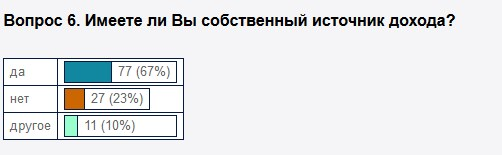 Вопрос 6. Имеете ли Вы собственный источник дохода?
да 77 (67%)
нет 27 (23%)
другое 11 (10%)